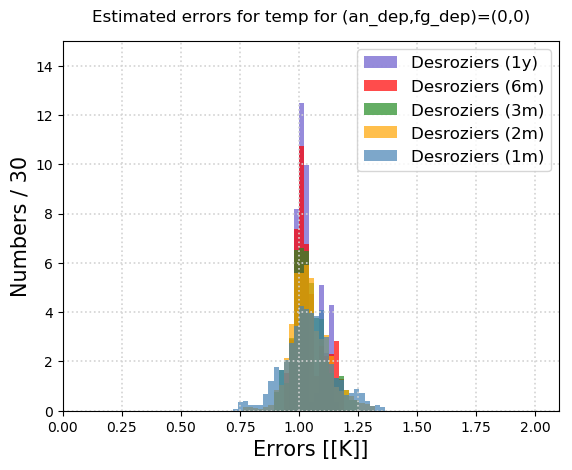 Estimated errors for temp for (an_dep,fg_dep)=(0,0)
Desroziers (1y)
Desroziers (6m)
Desroziers (3m)
Desroziers (2m)
Desroziers (1m)
Numbers / 30
14
12
10
8
6
4
2
0
0.00 0.25 0.50 0.75 1.00 1.25 1.50 1.75 2.00
Errors [[K]]